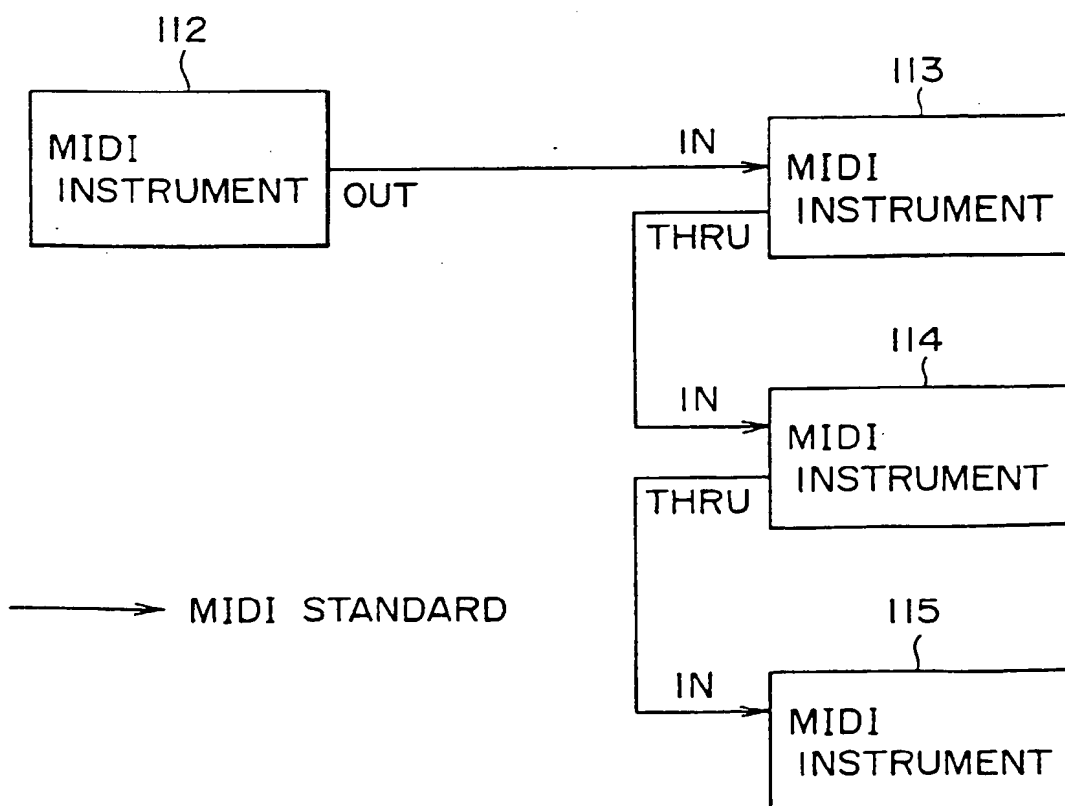 112
MIDI
INSTRUMENT
OUT
113
IN
MIDI
INSTRUMENT
THRU
114
IN
MIDI
INSTRUMENT
THRU
MIDI STANDARD
115
IN
MIDI
INSTRUMENT